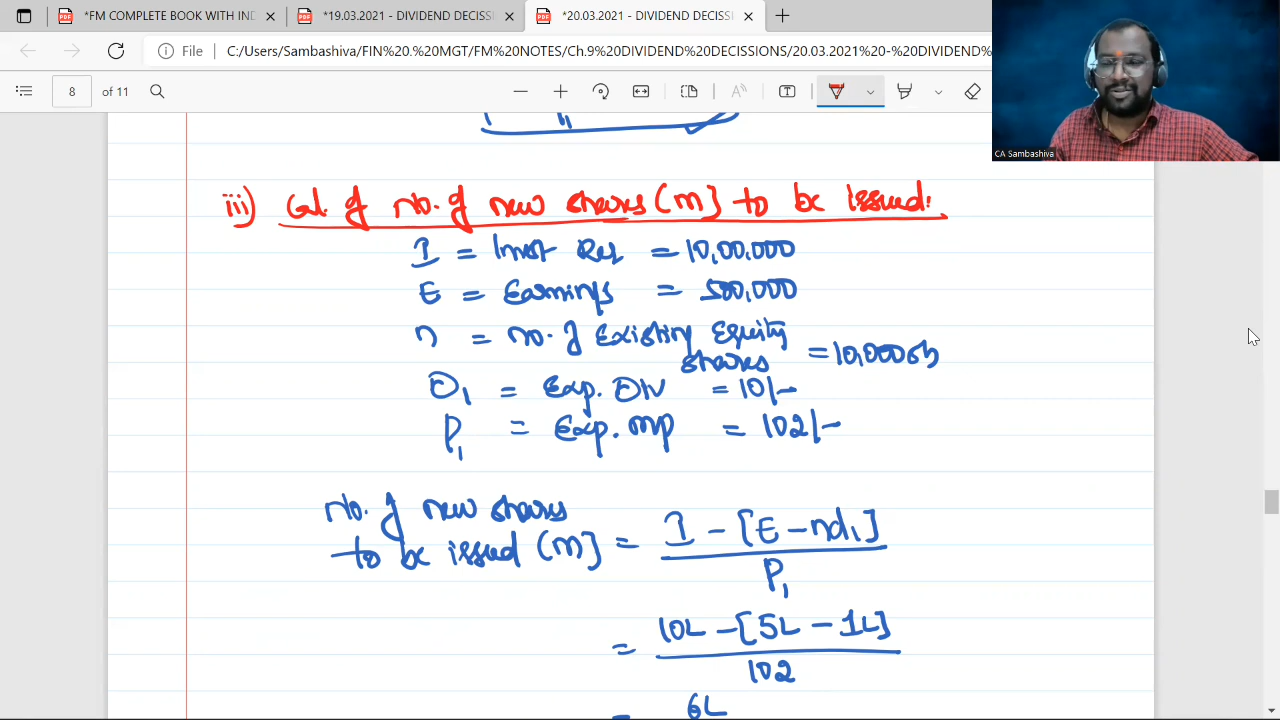 *FM COMPLETE BOOK WITH IND
*19.03.2021 - DIVIDEND DECISSI
*20.03.2021 - DIVIDEND DECISSI
File C:/Users/Sambashiva/FIN%20.%20MGT/FM%20NOTES/Ch.9%20DIVIDEND%20DECISSIONS/20.03.2021%20-%20DIVIDEND%
8 of 11
CA Sambashiva
iii) Cal. of No. of new shares (m) to be issued.
I = Invst Req = 10,00,000
E = Earnings = 500,000
n = No. of Existing Equity
shares = 10,000 sh
D1 = Exp. DIV = 10/-
P1 = Exp. MP = 102/-
No. of new shares
to be issued (m) = I - [E - nd1]
P1
= 10L - [5L - 1L]
102
= 6L